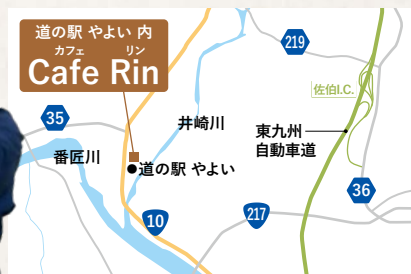 道の駅 やよい 内
カフェ リン
Cafe Rin
219
佐伯I.C.
35
井崎川
東九州
自動車道
番匠川
道の駅 やよい
36
10
217